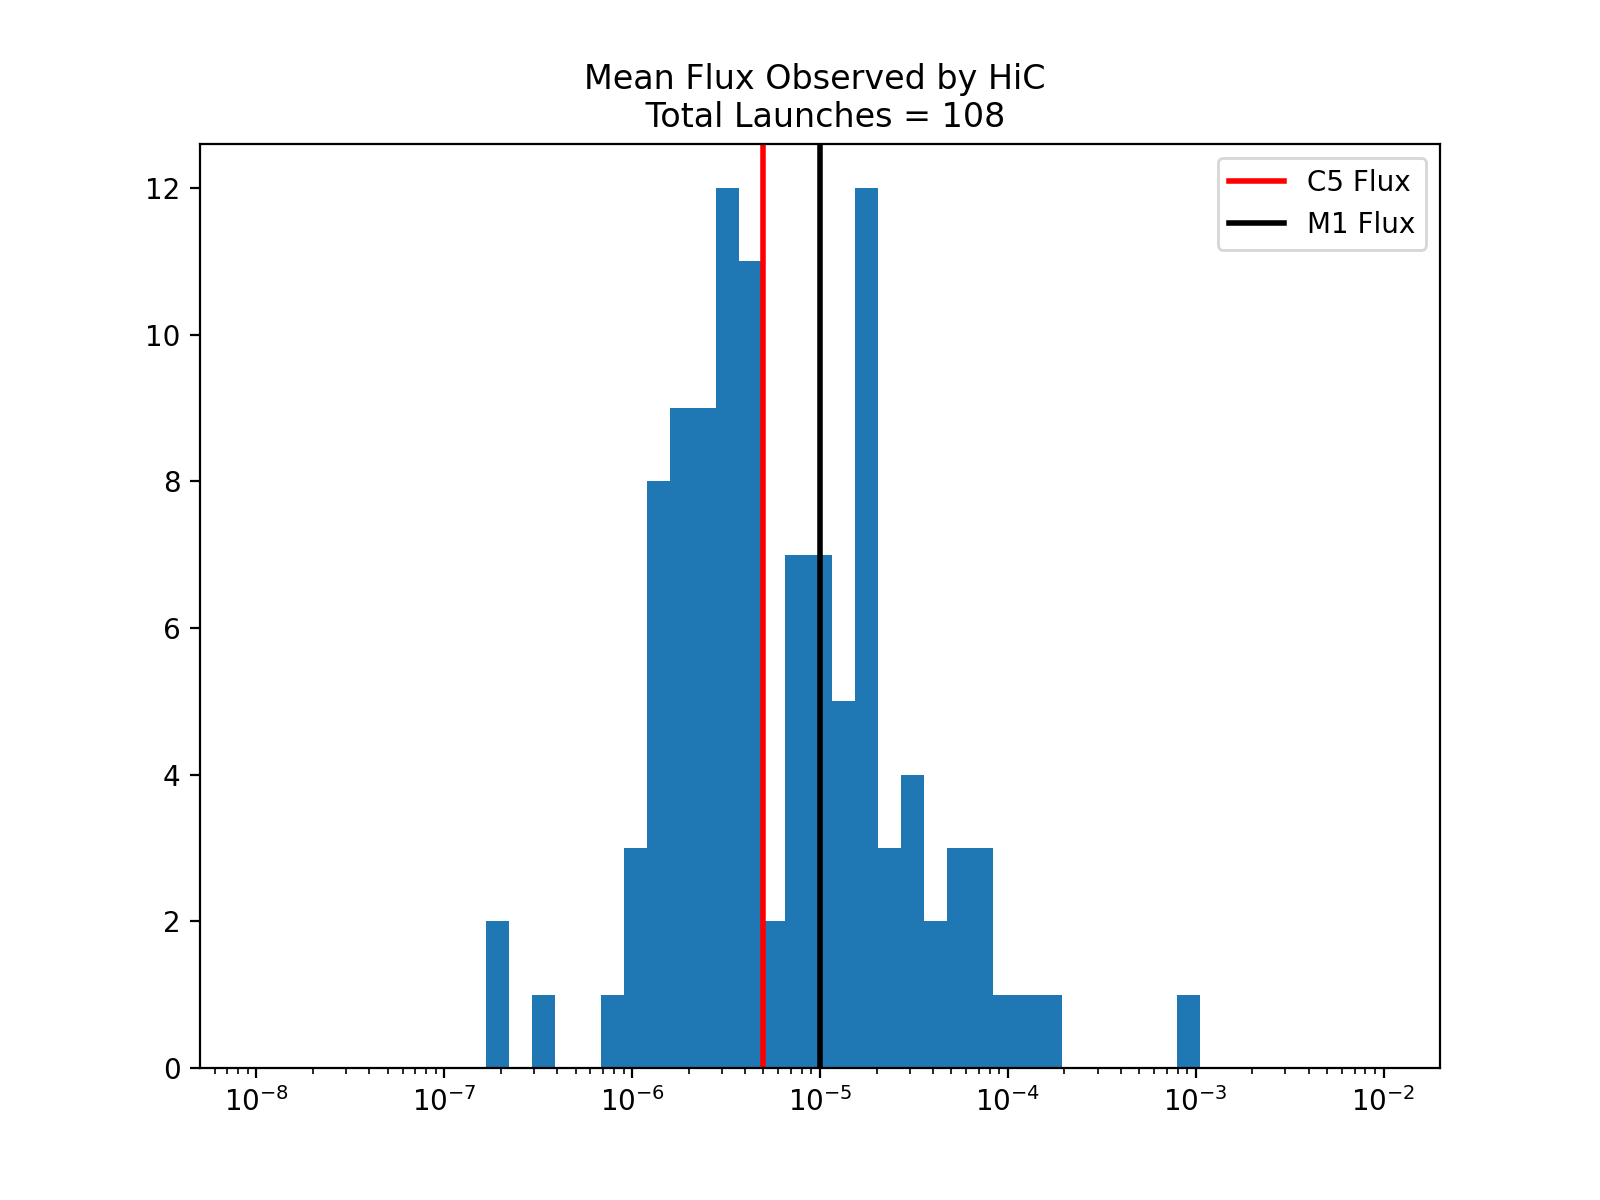 Mean Flux Observed by HiC
Total Launches = 108
C5 Flux
M1 Flux
12
10
8
6
4
2
0
10⁻⁸ 10⁻⁷ 10⁻⁶ 10⁻⁵ 10⁻⁴ 10⁻³ 10⁻²